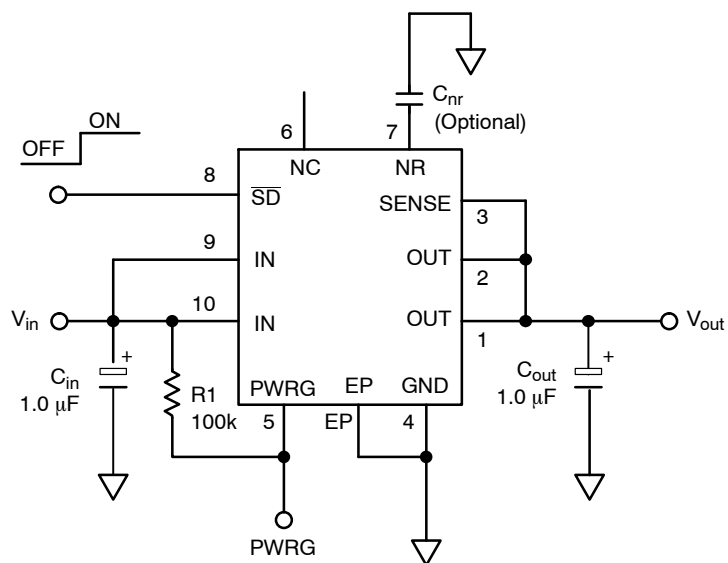 C<sub>nr</sub>
(Optional)
ON
OFF
6
7
NC
NR
8
SD
SENSE
3
9
IN
OUT
2
V<sub>in</sub>
10
IN
OUT
1
V<sub>out</sub>
+
C<sub>in</sub>
1.0 μF
R1
100k
PWRG
EP
GND
5
EP
4
+
C<sub>out</sub>
1.0 μF
PWRG